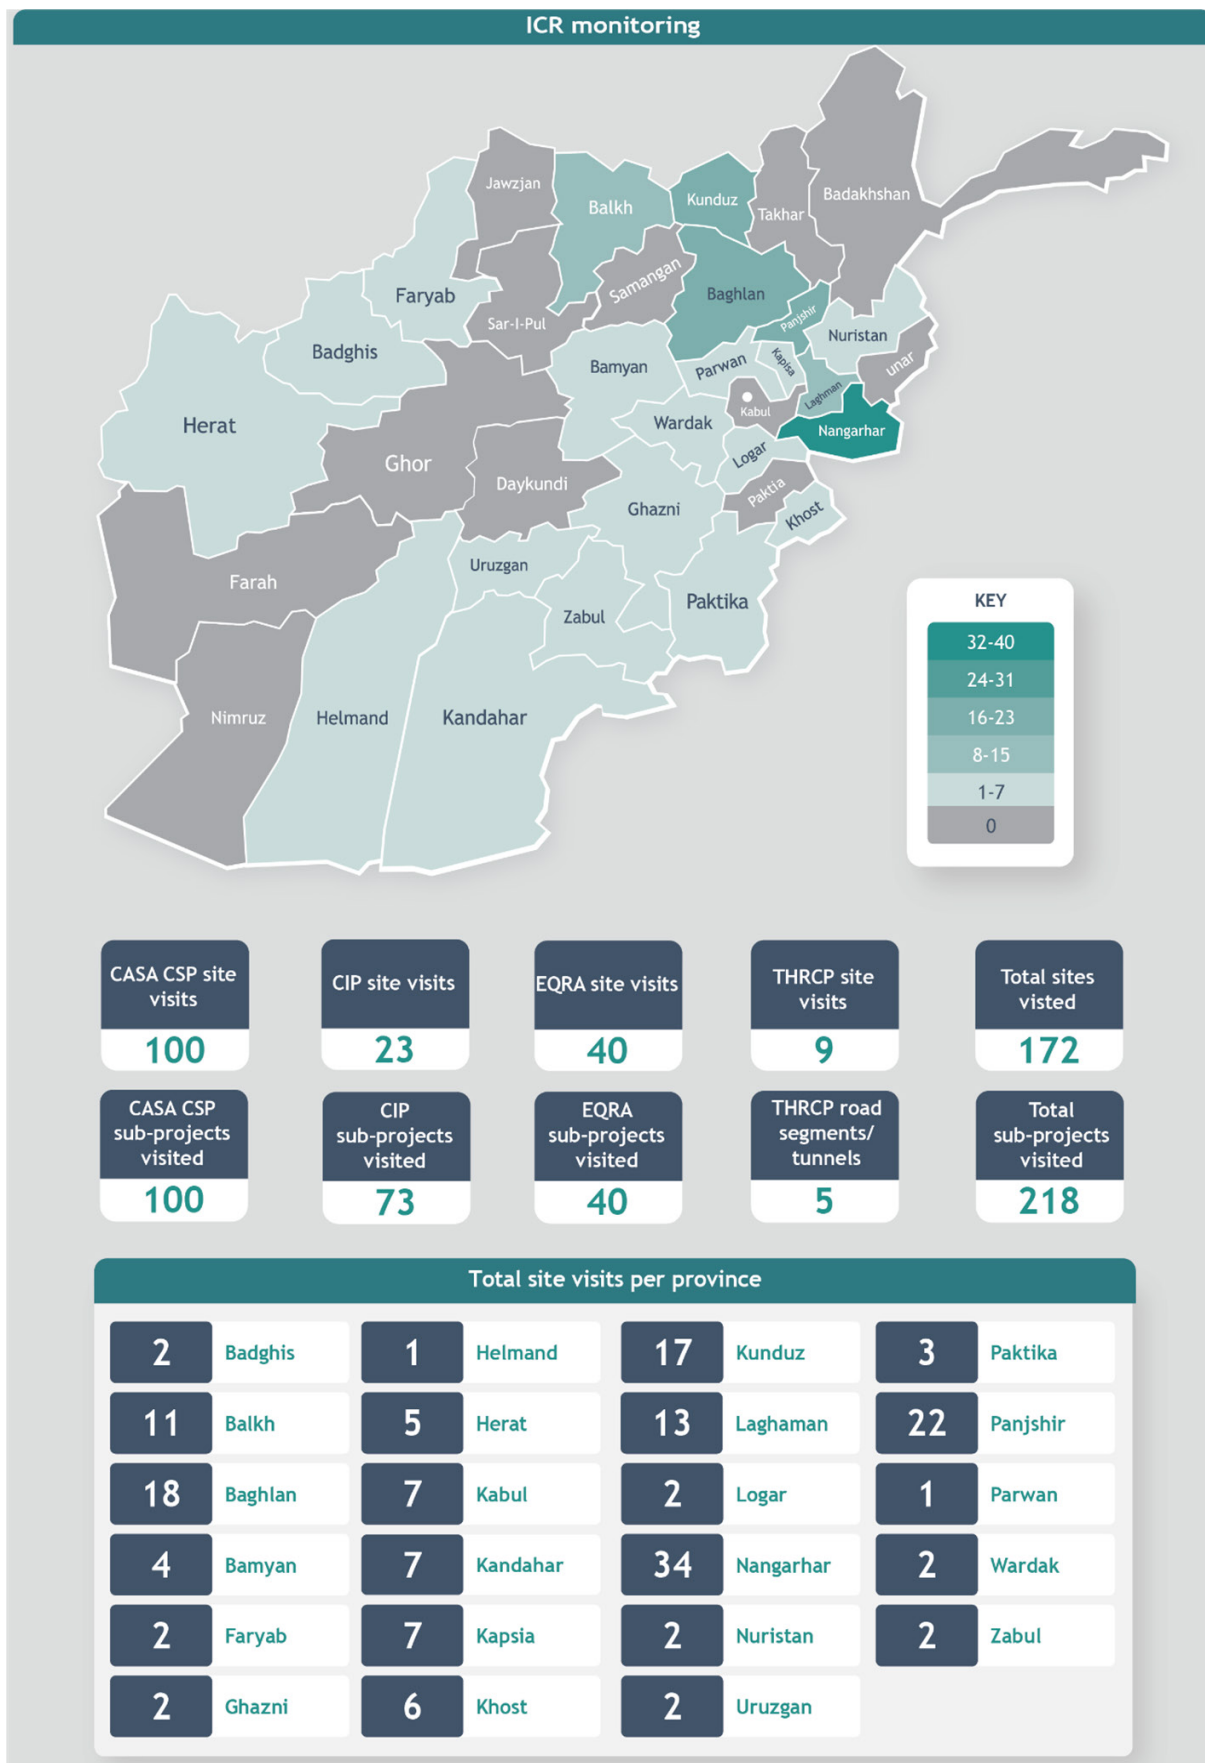 ICR monitoring
Jawzjan
Balkh
Kunduz
Takhar
Badakhshan
Faryab
Samangan
Baghlan
Sar-I-Pul
Panjshir
Nuristan
Badghis
Bamyan
Parwan
Kapisa
unar
Laghman
Herat
Wardak
Kabul
Nangarhar
Ghor
Logar
Daykundi
Paktia
Ghazni
Khost
Uruzgan
Farah
Zabul
Paktika
Nimruz
Helmand
Kandahar
KEY
32-40
24-31
16-23
8-15
1-7
0
CASA CSP site
visits
100
CIP site visits
23
EQRA site visits
40
THRCP site
visits
9
Total sites
visted
172
CASA CSP
sub-projects
visited
100
CIP
sub-projects
visited
73
EQRA
sub-projects
visited
40
THRCP road
segments/
tunnels
5
Total
sub-projects
visited
218
Total site visits per province
2 Badghis 1 Helmand 17 Kunduz 3 Paktika
11 Balkh 5 Herat 13 Laghaman 22 Panjshir
18 Baghlan 7 Kabul 2 Logar 1 Parwan
4 Bamyan 7 Kandahar 34 Nangarhar 2 Wardak
2 Faryab 7 Kapsia 2 Nuristan 2 Zabul
2 Ghazni 6 Khost 2 Uruzgan